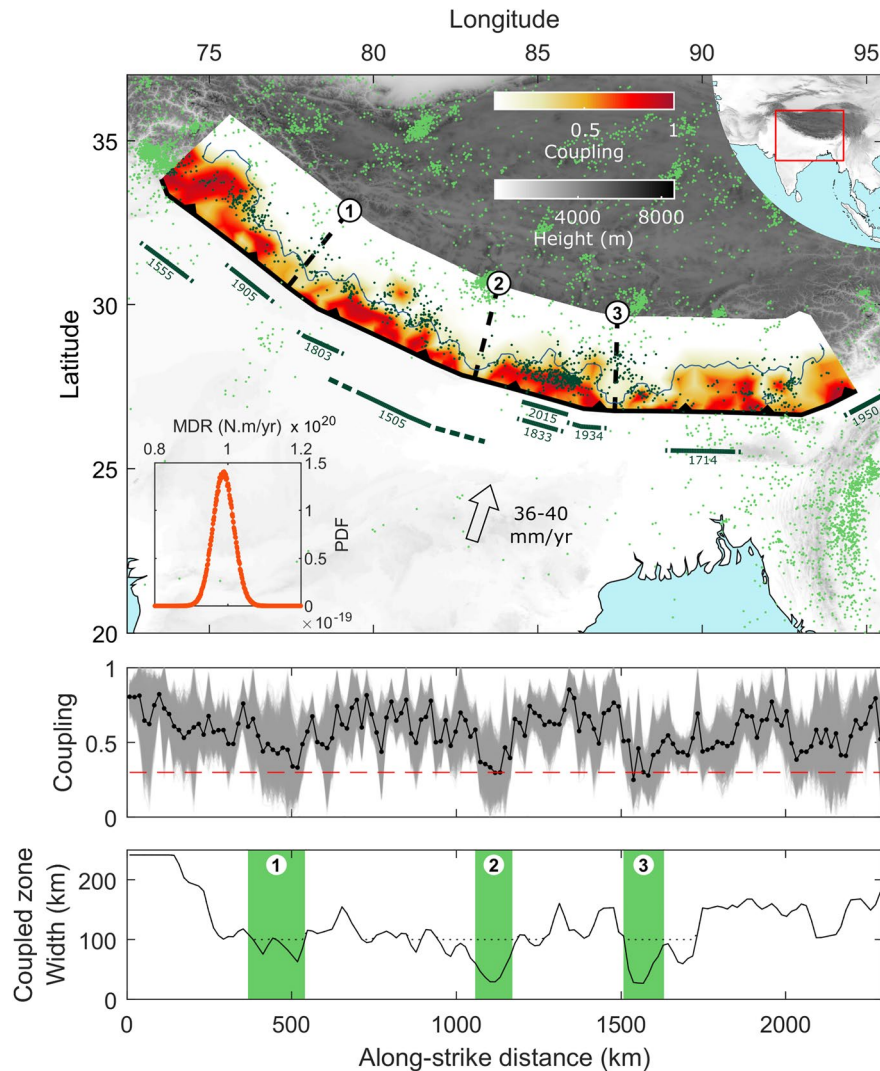 Longitude
75 80 85 90 95
35
30
25
20
Latitude
0.5 1
Coupling
4000 8000
Height (m)
1
2
3
1555
1905
1803
1505
2015
1833
1934
1714
1950
MDR (N.m/yr) x 10²⁰
0.8 1 1.2
1.5
1
0.5
0
×10⁻¹⁹
PDF
36-40
mm/yr
1
0.5
0
Coupling
1 2 3
200
100
0
Coupled zone
Width (km)
0 500 1000 1500 2000
Along-strike distance (km)